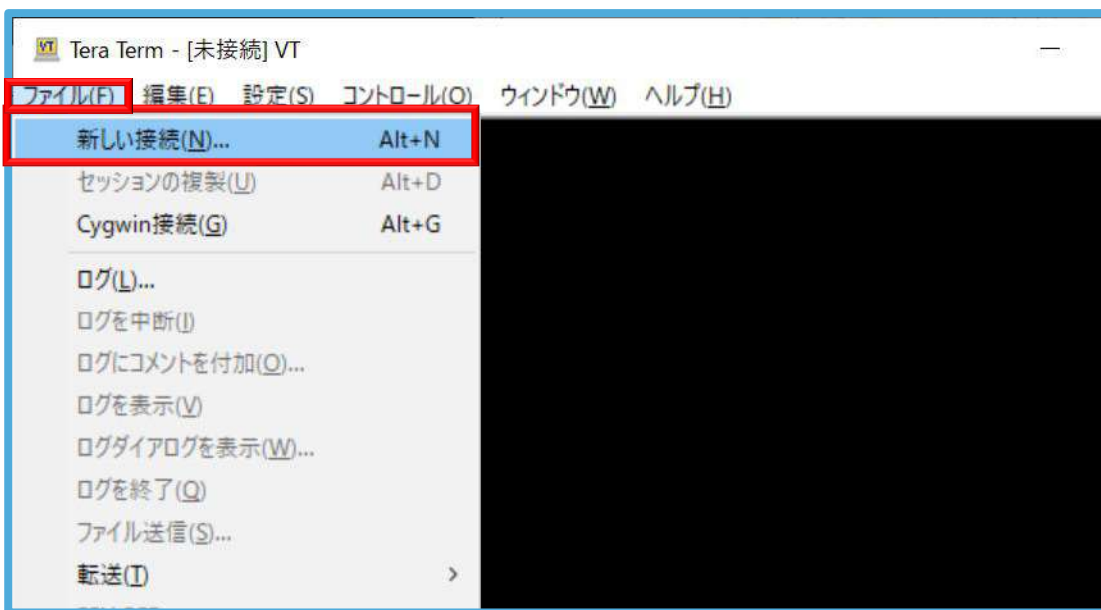 Tera Term - [未接続] VT
ファイル(F) 編集(E) 設定(S) コントロール(O) ウィンドウ(W) ヘルプ(H)
新しい接続(N)... Alt+N
セッションの複製(U) Alt+D
Cygwin接続(G) Alt+G
ログ(L)...
ログを中断(I)
ログにコメントを付加(O)...
ログを表示(V)
ログダイアログを表示(W)...
ログを終了(Q)
ファイル送信(S)...
転送(T)